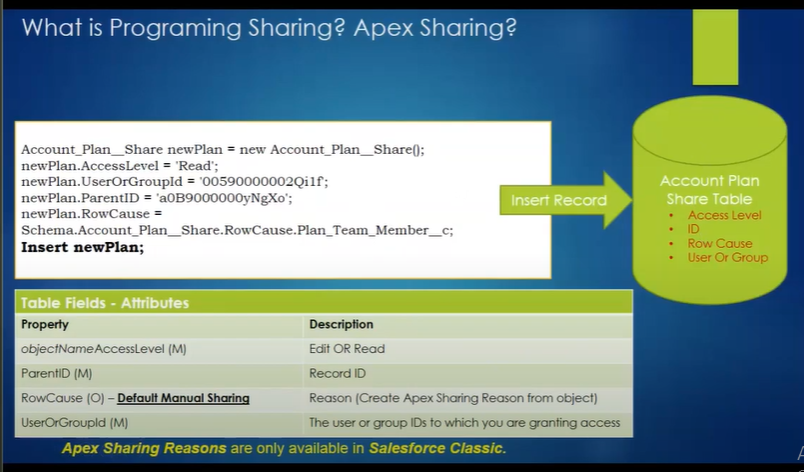 What is Programing Sharing? Apex Sharing?
Account_Plan__Share newPlan = new Account_Plan__Share();
newPlan.AccessLevel = 'Read';
newPlan.UserOrGroupId = '00590000002Qi1f';
newPlan.ParentID = 'a0B9000000yNgXo';
newPlan.RowCause =
Schema.Account_Plan__Share.RowCause.Plan_Team_Member__c;
Insert newPlan;
Insert Record
Account Plan
Share Table
• Access Level
• ID
• Row Cause
• User Or Group
Table Fields - Attributes
Property Description
objectNameAccessLevel (M) Edit OR Read
ParentID (M) Record ID
RowCause (O) – Default Manual Sharing Reason (Create Apex Sharing Reason from object)
UserOrGroupId (M) The user or group IDs to which you are granting access
Apex Sharing Reasons are only available in Salesforce Classic.